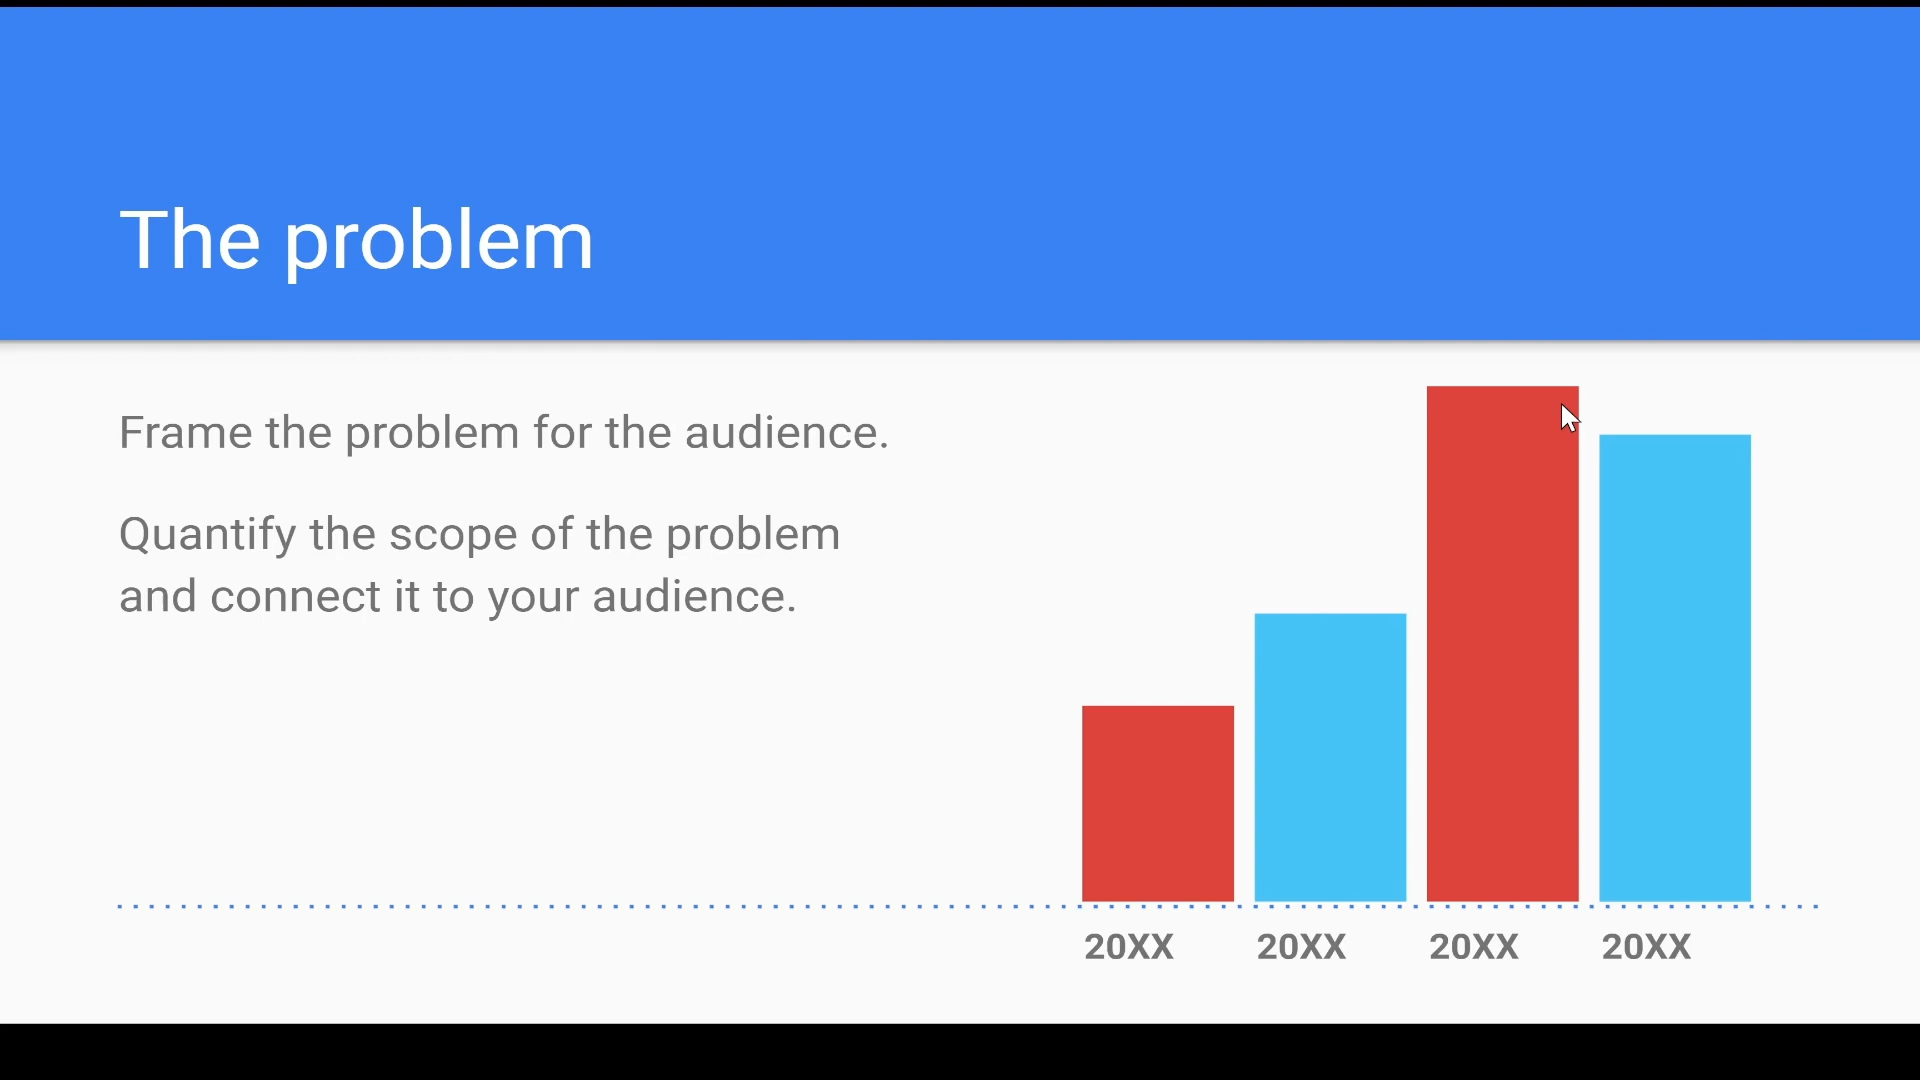 The problem
Frame the problem for the audience.
Quantify the scope of the problem
and connect it to your audience.
20XX 20XX 20XX 20XX